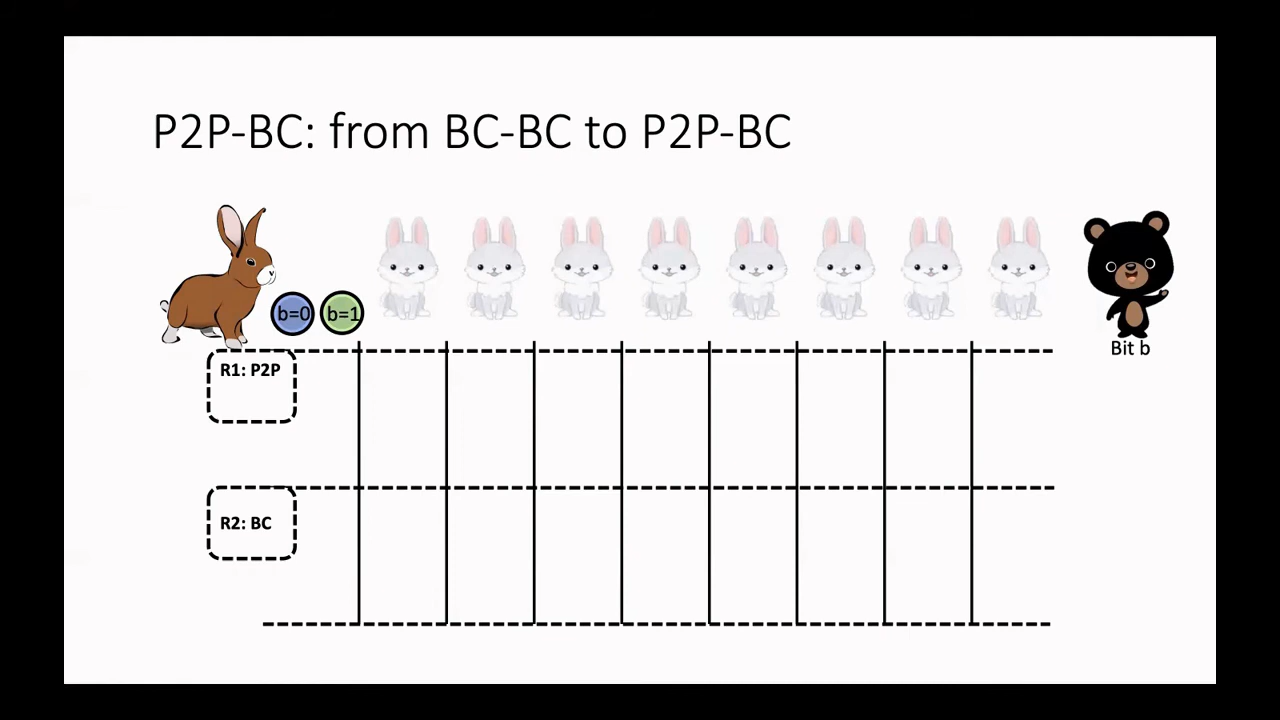 P2P-BC: from BC-BC to P2P-BC
b=0 b=1
Bit b
R1: P2P
R2: BC